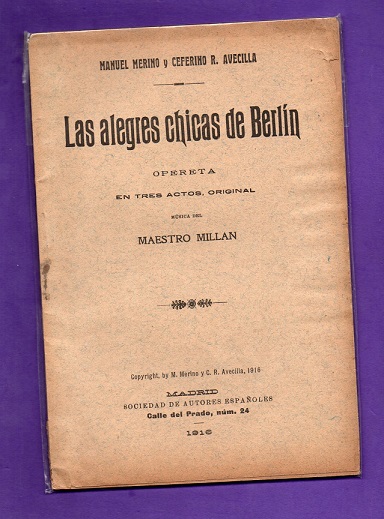 MANUEL MERINO y CEFERINO R. AVECILLA
Las alegres chicas de Berlín
OPERETA
EN TRES ACTOS, ORIGINAL
MÚSICA DEL
MAESTRO MILLAN
Copyright, by M. Merino y C. R. Avecilla, 1916
MADRID
SOCIEDAD DE AUTORES ESPAÑOLES
Calle del Prado, núm. 24
1916